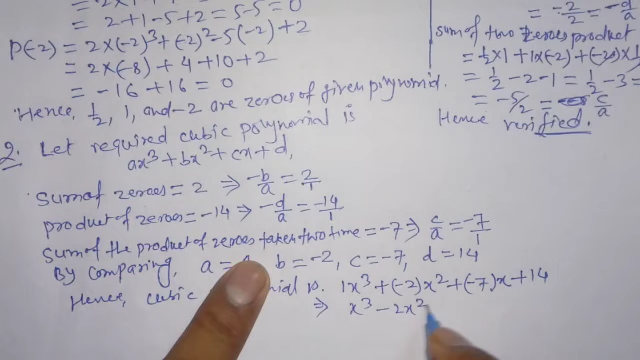 = 2+1-5+2 = 5-5 = 0
P(-2) = 2×(-2)³+(-2)²-5(-2)+2
= 2×(-8)+4+10+2
= -16+16 = 0
Hence, 1/2, 1, and -2 are zeroes of given polynomial.
= -2/2 = -d/a
sum of two zeroes product
= 1/2×1+1×(-2)+(-2)×1/
= 1/2-2-1 = 1/2-3=
= -5/2 = c/a
Hence verified.
2. Let required cubic polynomial is
ax³+bx²+cx+d,
Sum of zeroes = 2 ⇒ -b/a = 2/1
product of zeroes = -14 ⇒ -d/a = -14/1
Sum of the product of zeroes taken two time = -7 ⇒ c/a = -7/1
By comparing, a = b = -2, c = -7, d = 14
Hence, cubic is. 1x³+(-2)x²+(-7)x+14
⇒ x³-2x²